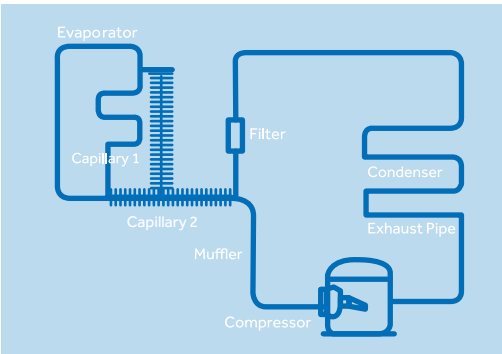 Evaporator
Filter
Capillary 1
Condenser
Capillary 2
Exhaust Pipe
Muffler
Compressor